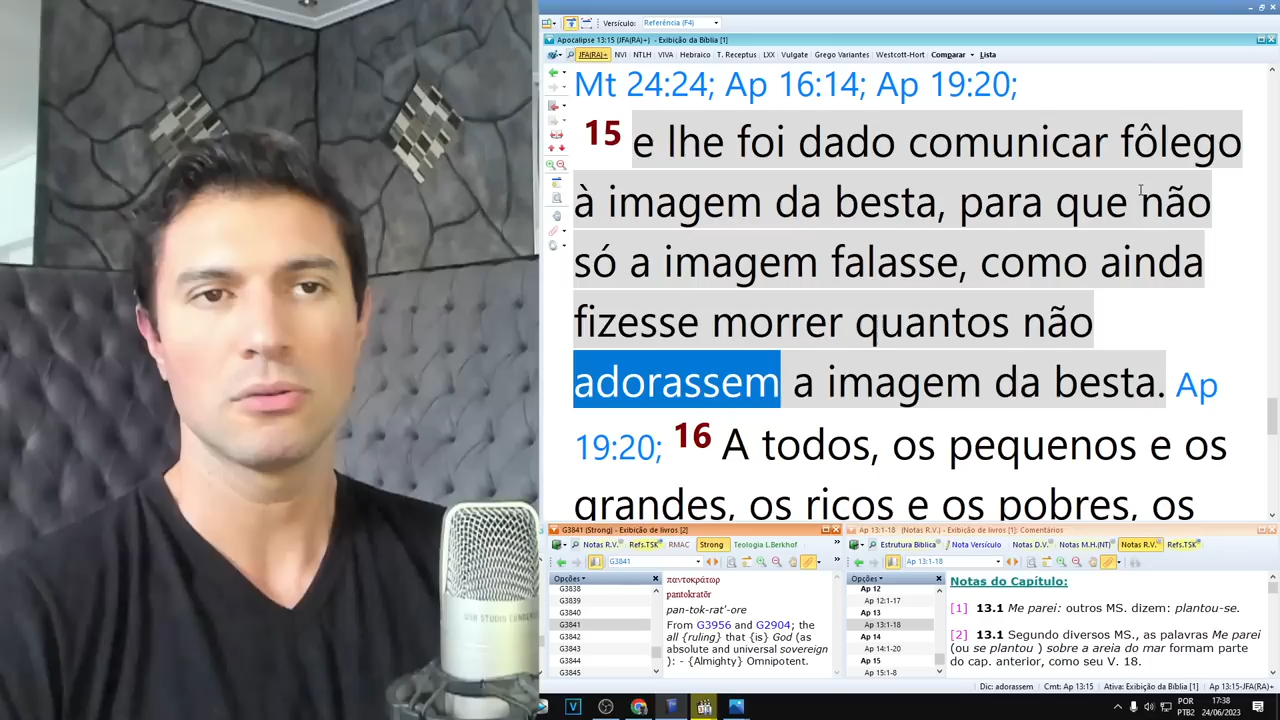 Versículo: Referência (F4)
Apocalipse 13:15 (JFA(RA)+) - Exibição da Bíblia [1]
JFA(RA)+ NVI NTLH VIVA Hebraico T. Receptus LXX Vulgate Grego Variantes Westcott-Hort Comparar Lista
Mt 24:24; Ap 16:14; Ap 19:20;
15 e lhe foi dado comunicar fôlego
à imagem da besta, para que não
só a imagem falasse, como ainda
fizesse morrer quantos não
adorassem a imagem da besta. Ap
19:20; 16 A todos, os pequenos e os
grandes, os ricos e os pobres, os
G3841 (Strong) - Exibição de livros [2]
Notas R.V. Refs.TSK RMAC Strong Teologia L.Berkhof
G3841
Opções
G3838
G3839
G3840
G3841
G3842
G3843
G3844
G3845
παντοκράτωρ
pantokratōr
pan-tok-rat'-ore
From G3956 and G2904; the
all {ruling} that {is} God (as
absolute and universal sovereign
): - {Almighty} Omnipotent.
Ap 13:1-18 (Notas R.V.) - Exibição de livros [1]: Comentários
Estrutura Bíblica Nota Versículo Notas D.V. Notas M.H(NT) Notas R.V. Refs.TSK
Ap 13:1-18
Opções
Ap 12
Ap 12:1-17
Ap 13
Ap 13:1-18
Ap 14
Ap 14:1-20
Ap 15
Ap 15:1-8
Notas do Capítulo:
[1] 13.1 Me parei: outros MS. dizem: plantou-se.
[2] 13.1 Segundo diversos MS., as palavras Me parei
(ou se plantou ) sobre a areia do mar formam parte
do cap. anterior, como seu V. 18.
Dic: adorassem Cmt: Ap 13:15 Ativa: Exibição da Bíblia [1] Ap 13:15-JFA(RA)+
POR
PTB2
17:38
24/06/2023